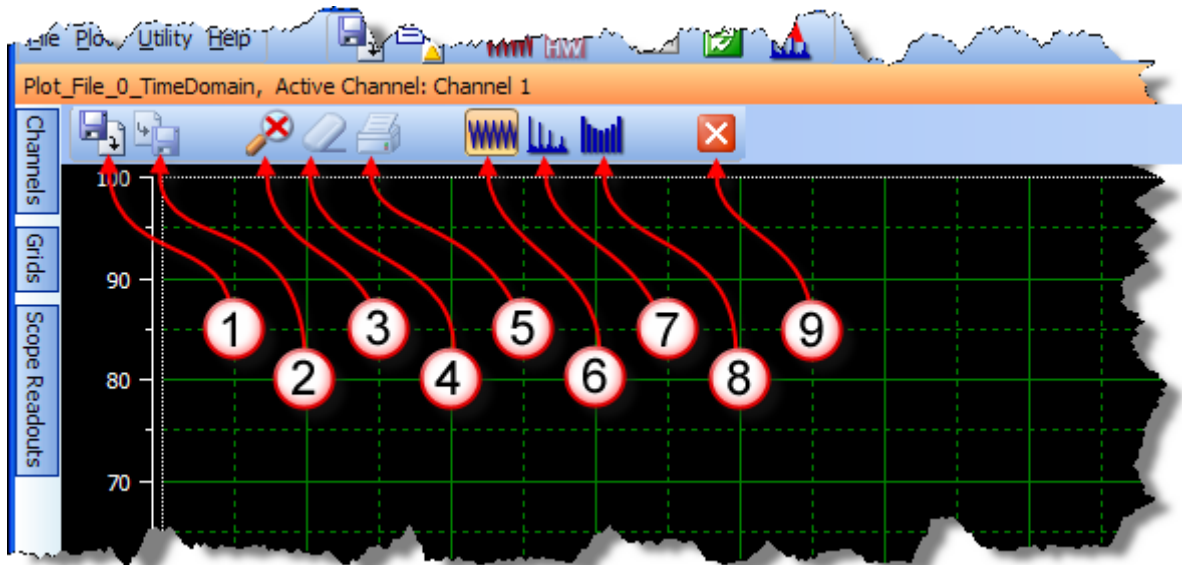 Utility Help
HW
Plot_File_0_TimeDomain, Active Channel: Channel 1
Channels
Grids
Scope Readouts
100
90
80
70
1
2
3
4
5
6
7
8
9